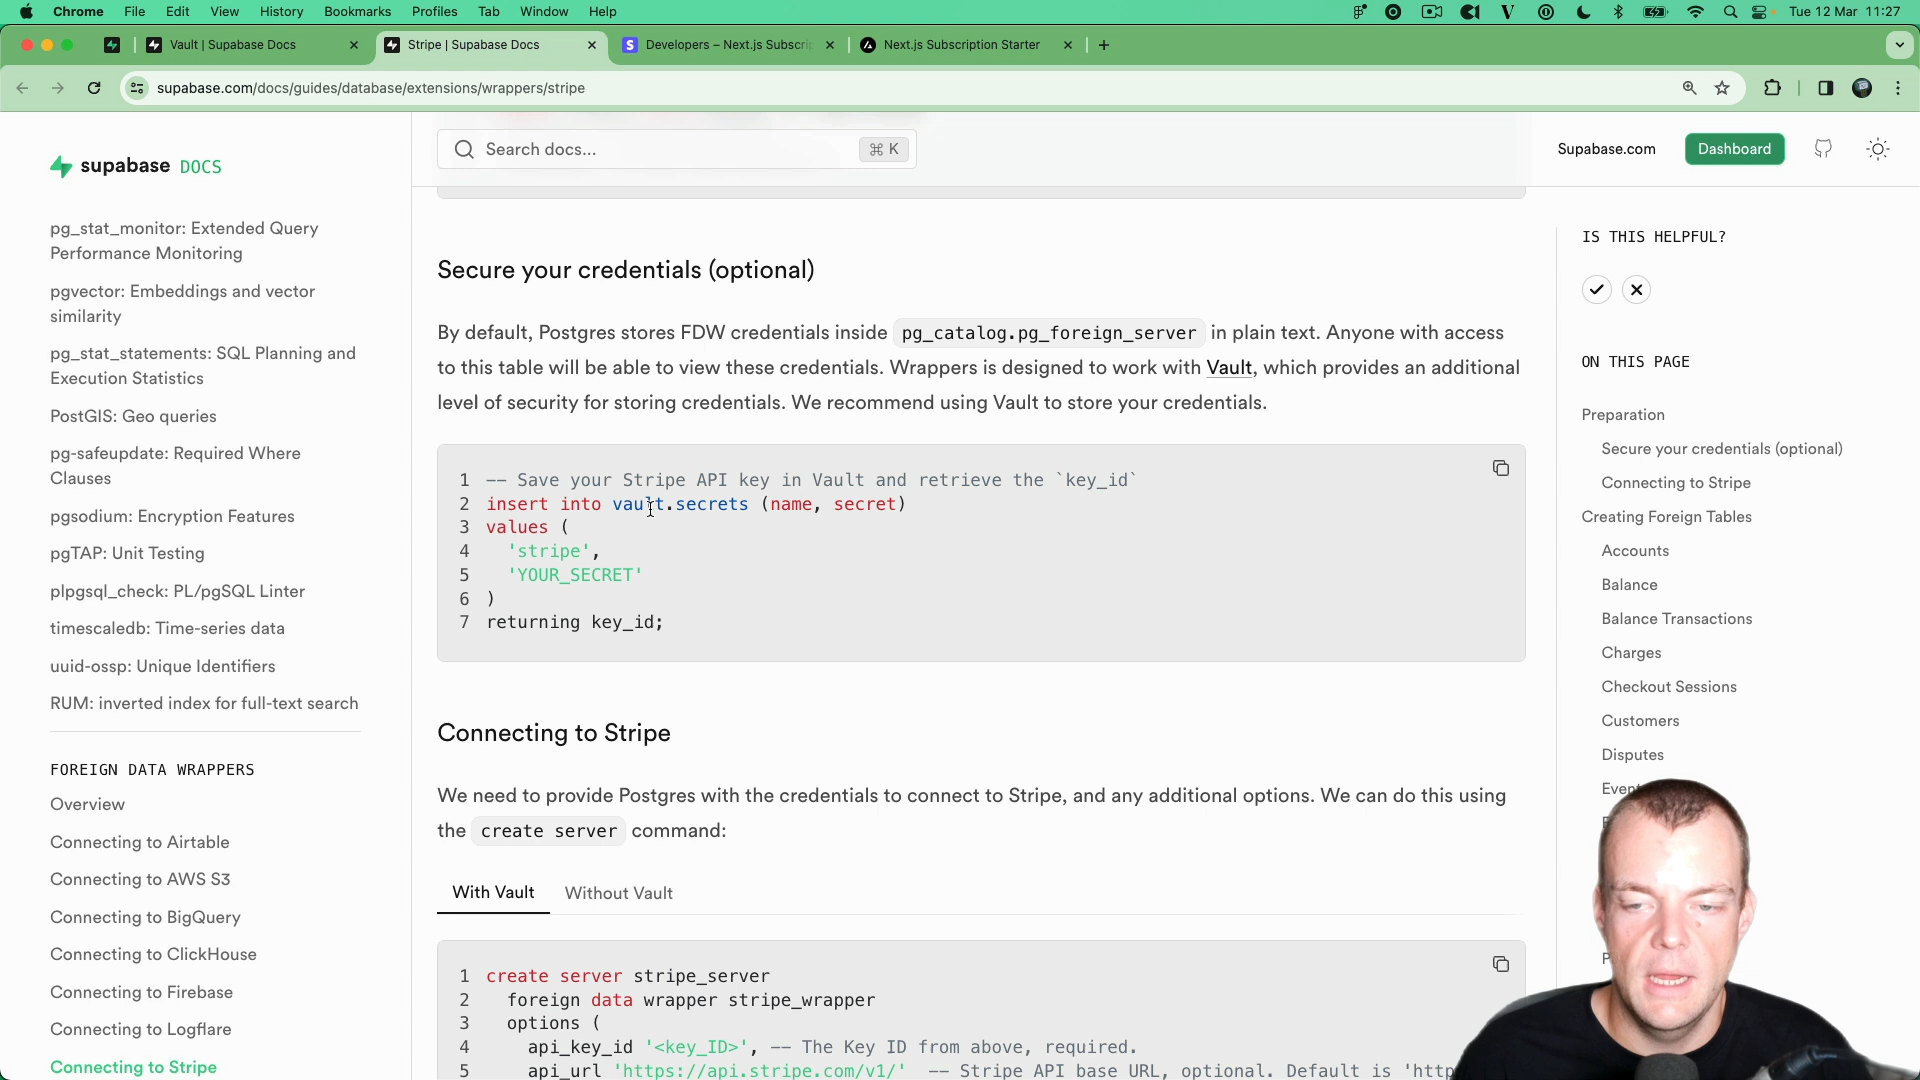 Chrome File Edit View History Bookmarks Profiles Tab Window Help Tue 12 Mar 11:27
Vault | Supabase Docs
Stripe | Supabase Docs
Developers – Next.js Subscrip
Next.js Subscription Starter
supabase.com/docs/guides/database/extensions/wrappers/stripe
supabase DOCS
Search docs...
⌘ K
Supabase.com
Dashboard
pg_stat_monitor: Extended Query
Performance Monitoring
pgvector: Embeddings and vector
similarity
pg_stat_statements: SQL Planning and
Execution Statistics
PostGIS: Geo queries
pg-safeupdate: Required Where
Clauses
pgsodium: Encryption Features
pgTAP: Unit Testing
plpgsql_check: PL/pgSQL Linter
timescaledb: Time-series data
uuid-ossp: Unique Identifiers
RUM: inverted index for full-text search
FOREIGN DATA WRAPPERS
Overview
Connecting to Airtable
Connecting to AWS S3
Connecting to BigQuery
Connecting to ClickHouse
Connecting to Firebase
Connecting to Logflare
Connecting to Stripe
Secure your credentials (optional)
By default, Postgres stores FDW credentials inside pg_catalog.pg_foreign_server in plain text. Anyone with access
to this table will be able to view these credentials. Wrappers is designed to work with Vault, which provides an additional
level of security for storing credentials. We recommend using Vault to store your credentials.
1 -- Save your Stripe API key in Vault and retrieve the `key_id`
2 insert into vault.secrets (name, secret)
3 values (
4 'stripe',
5 'YOUR_SECRET'
6 )
7 returning key_id;
Connecting to Stripe
We need to provide Postgres with the credentials to connect to Stripe, and any additional options. We can do this using
the create server command:
With Vault
Without Vault
1 create server stripe_server
2 foreign data wrapper stripe_wrapper
3 options (
4 api_key_id '<key_ID>', -- The Key ID from above, required.
5 api_url 'https://api.stripe.com/v1/' -- Stripe API base URL, optional. Default is 'http
IS THIS HELPFUL?
ON THIS PAGE
Preparation
Secure your credentials (optional)
Connecting to Stripe
Creating Foreign Tables
Accounts
Balance
Balance Transactions
Charges
Checkout Sessions
Customers
Disputes